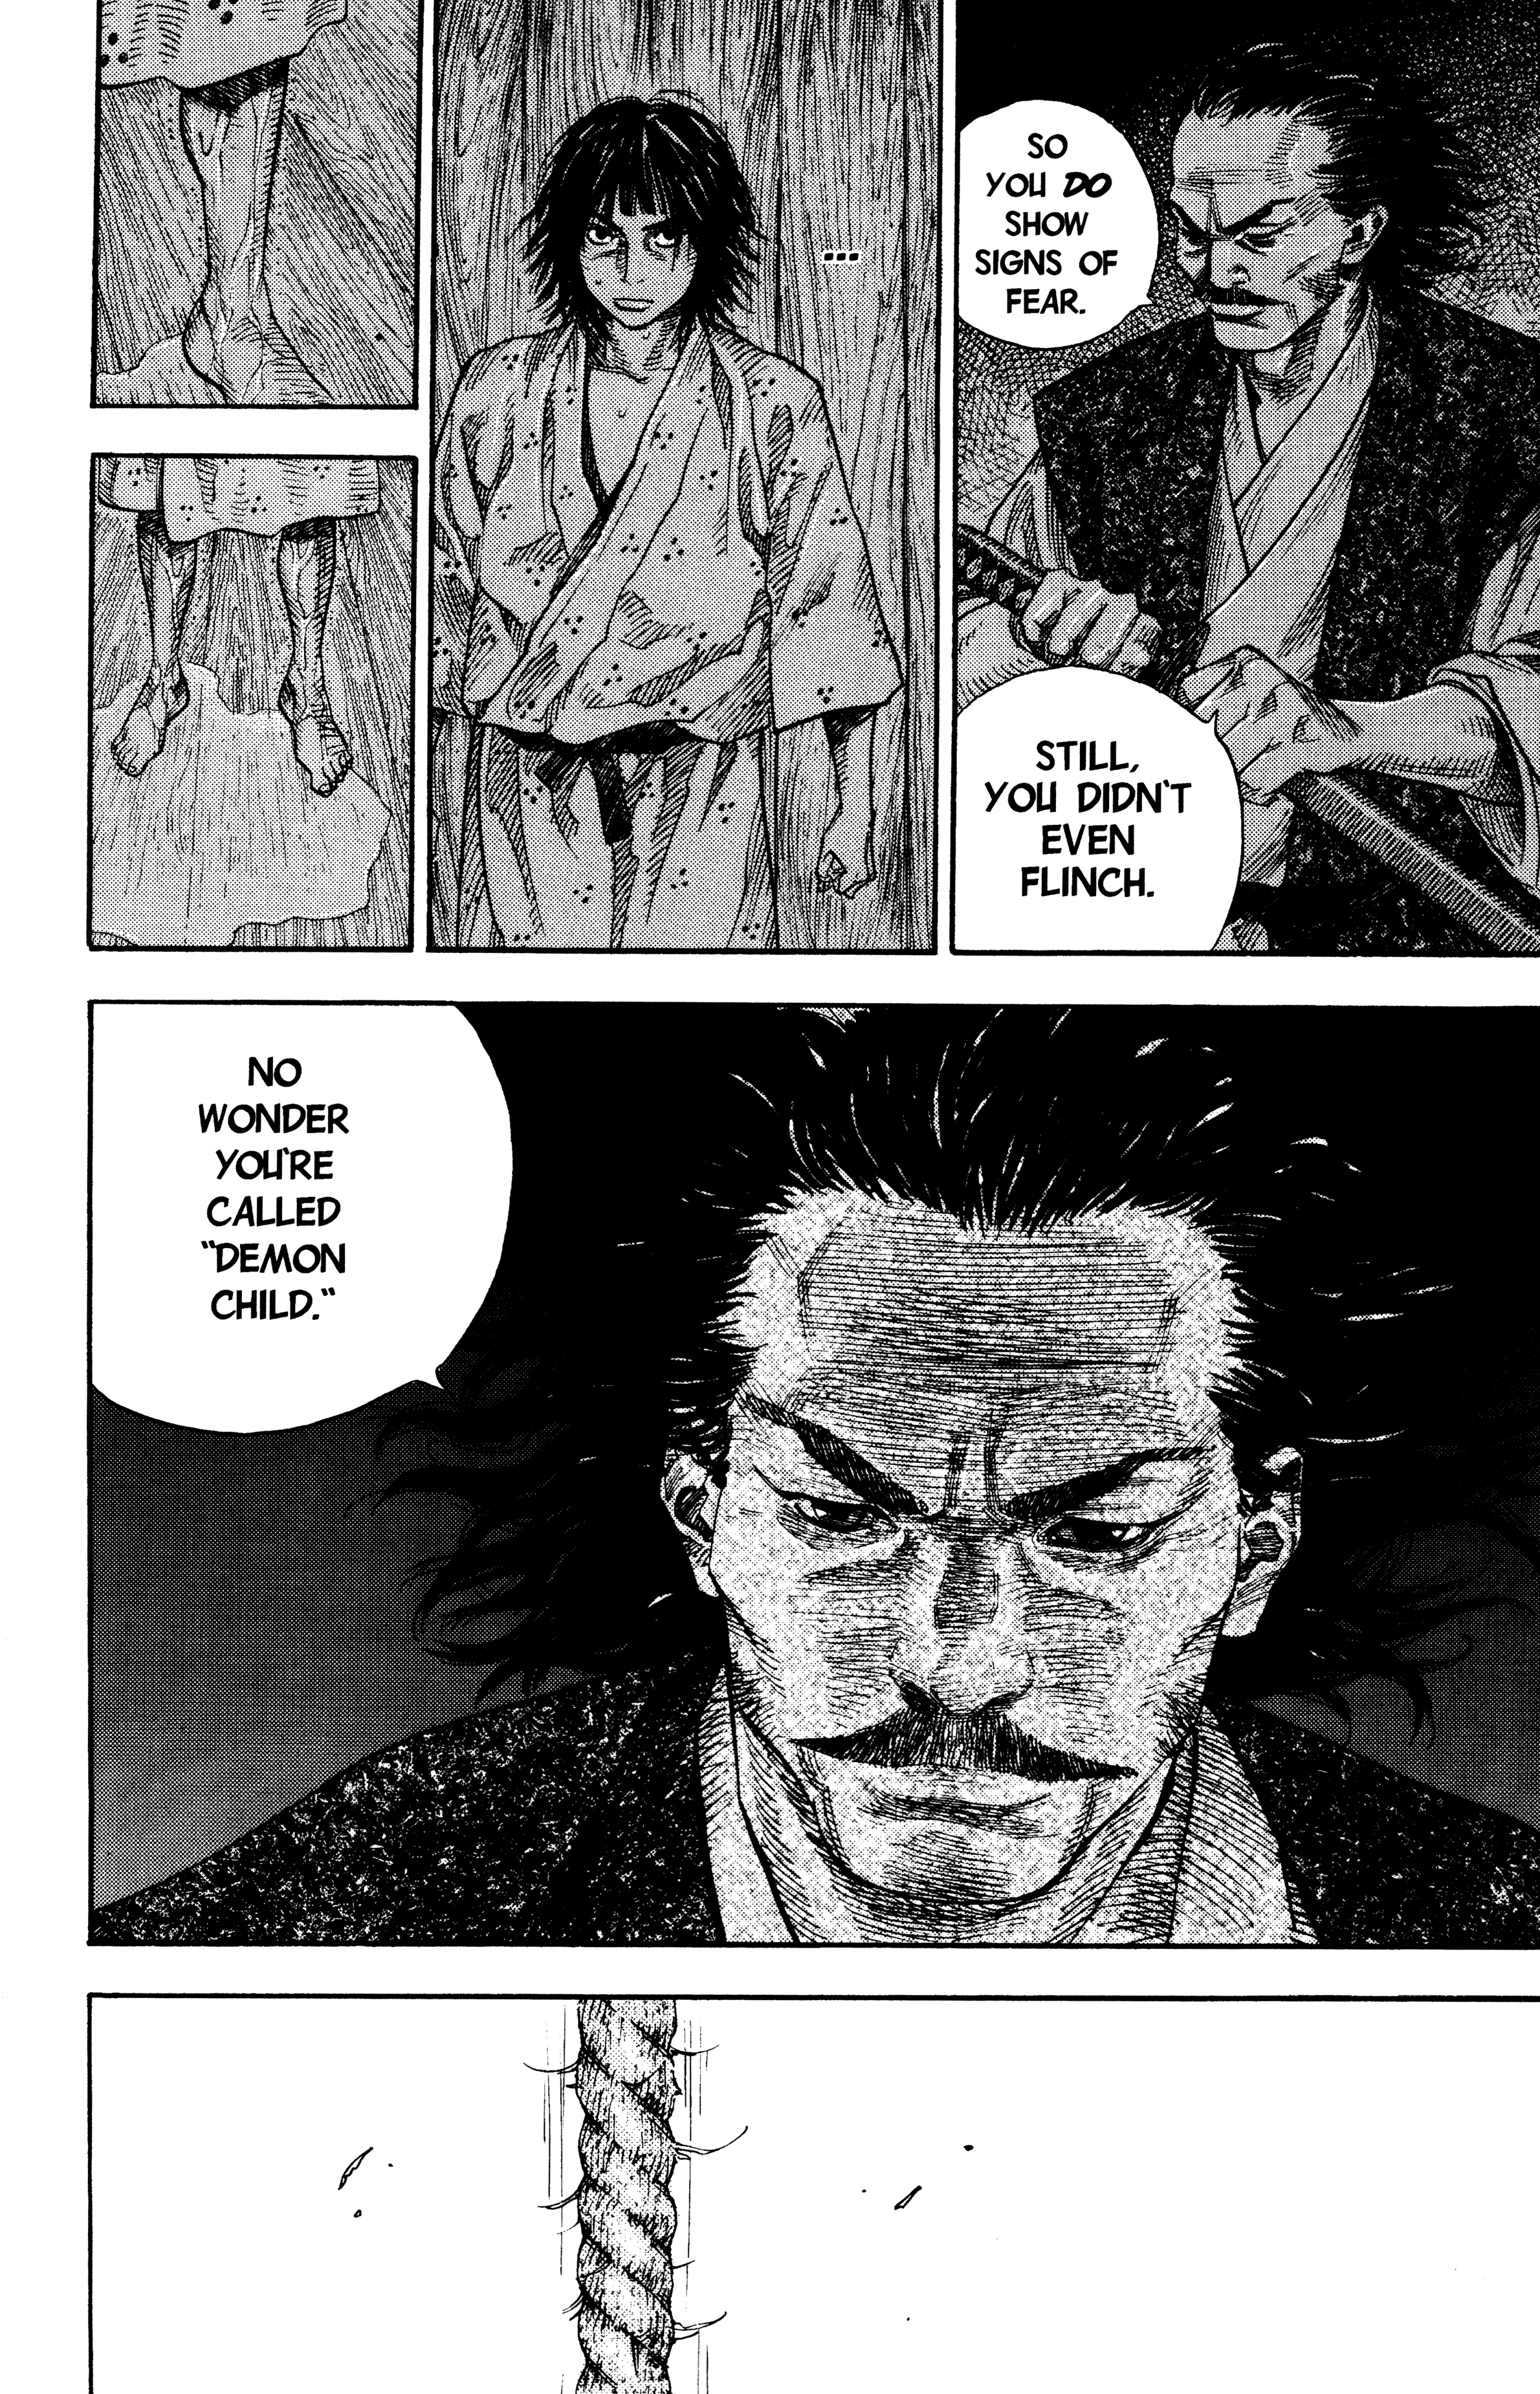 SO
YOU DO
SHOW
SIGNS OF
FEAR.
STILL,
YOU DIDN'T
EVEN
FLINCH.
...
NO
WONDER
YOU'RE
CALLED
"DEMON
CHILD."